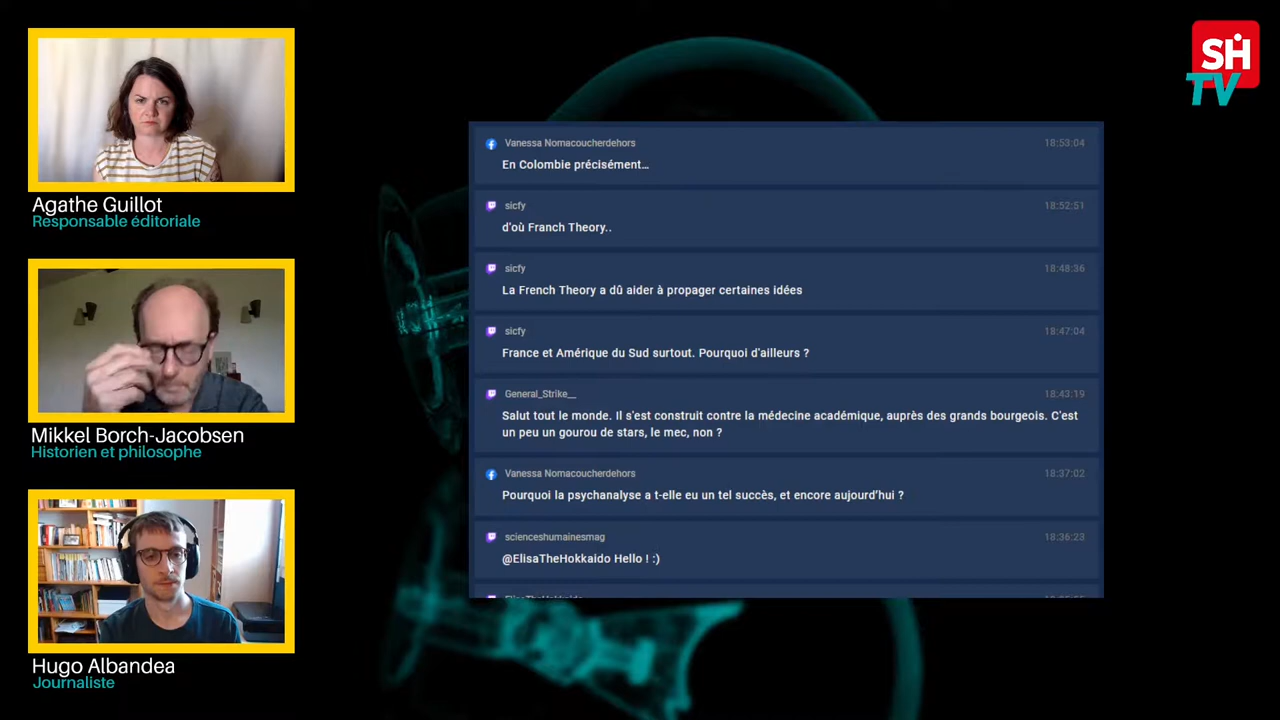 SH
TV
Agathe Guillot
Responsable éditoriale
Mikkel Borch-Jacobsen
Historien et philosophe
Hugo Albandea
Journaliste
Vanessa Nomacoucherdehors 18:53:04
En Colombie précisément…
sicfy 18:52:51
d'où Franch Theory..
sicfy 18:48:36
La French Theory a dû aider à propager certaines idées
sicfy 18:47:04
France et Amérique du Sud surtout. Pourquoi d'ailleurs ?
General_Strike__ 18:43:19
Salut tout le monde. Il s'est construit contre la médecine académique, auprès des grands bourgeois. C'est
un peu un gourou de stars, le mec, non ?
Vanessa Nomacoucherdehors 18:37:02
Pourquoi la psychanalyse a t-elle eu un tel succès, et encore aujourd'hui ?
scienceshumainesmag 18:36:23
@ElisaTheHokkaido Hello ! :)